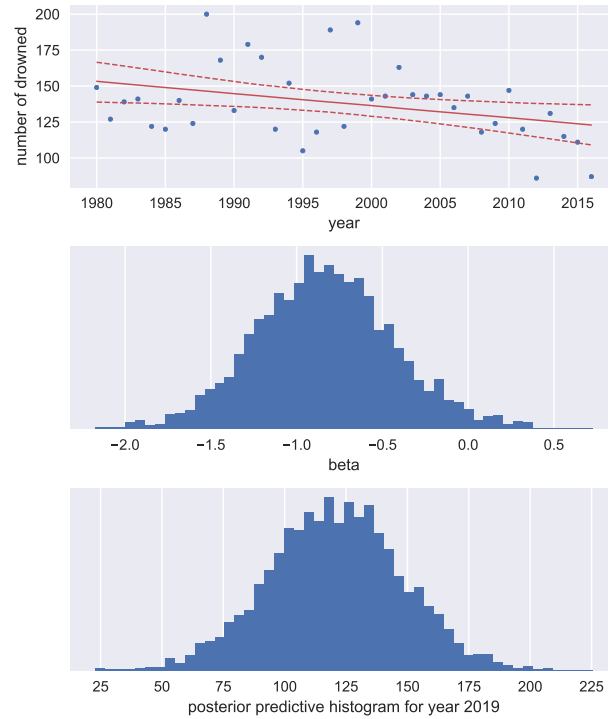 200
175
150
125
100
number of drowned
1980 1985 1990 1995 2000 2005 2010 2015
year
−2.0 −1.5 −1.0 −0.5 0.0 0.5
beta
25 50 75 100 125 150 175 200 225
posterior predictive histogram for year 2019